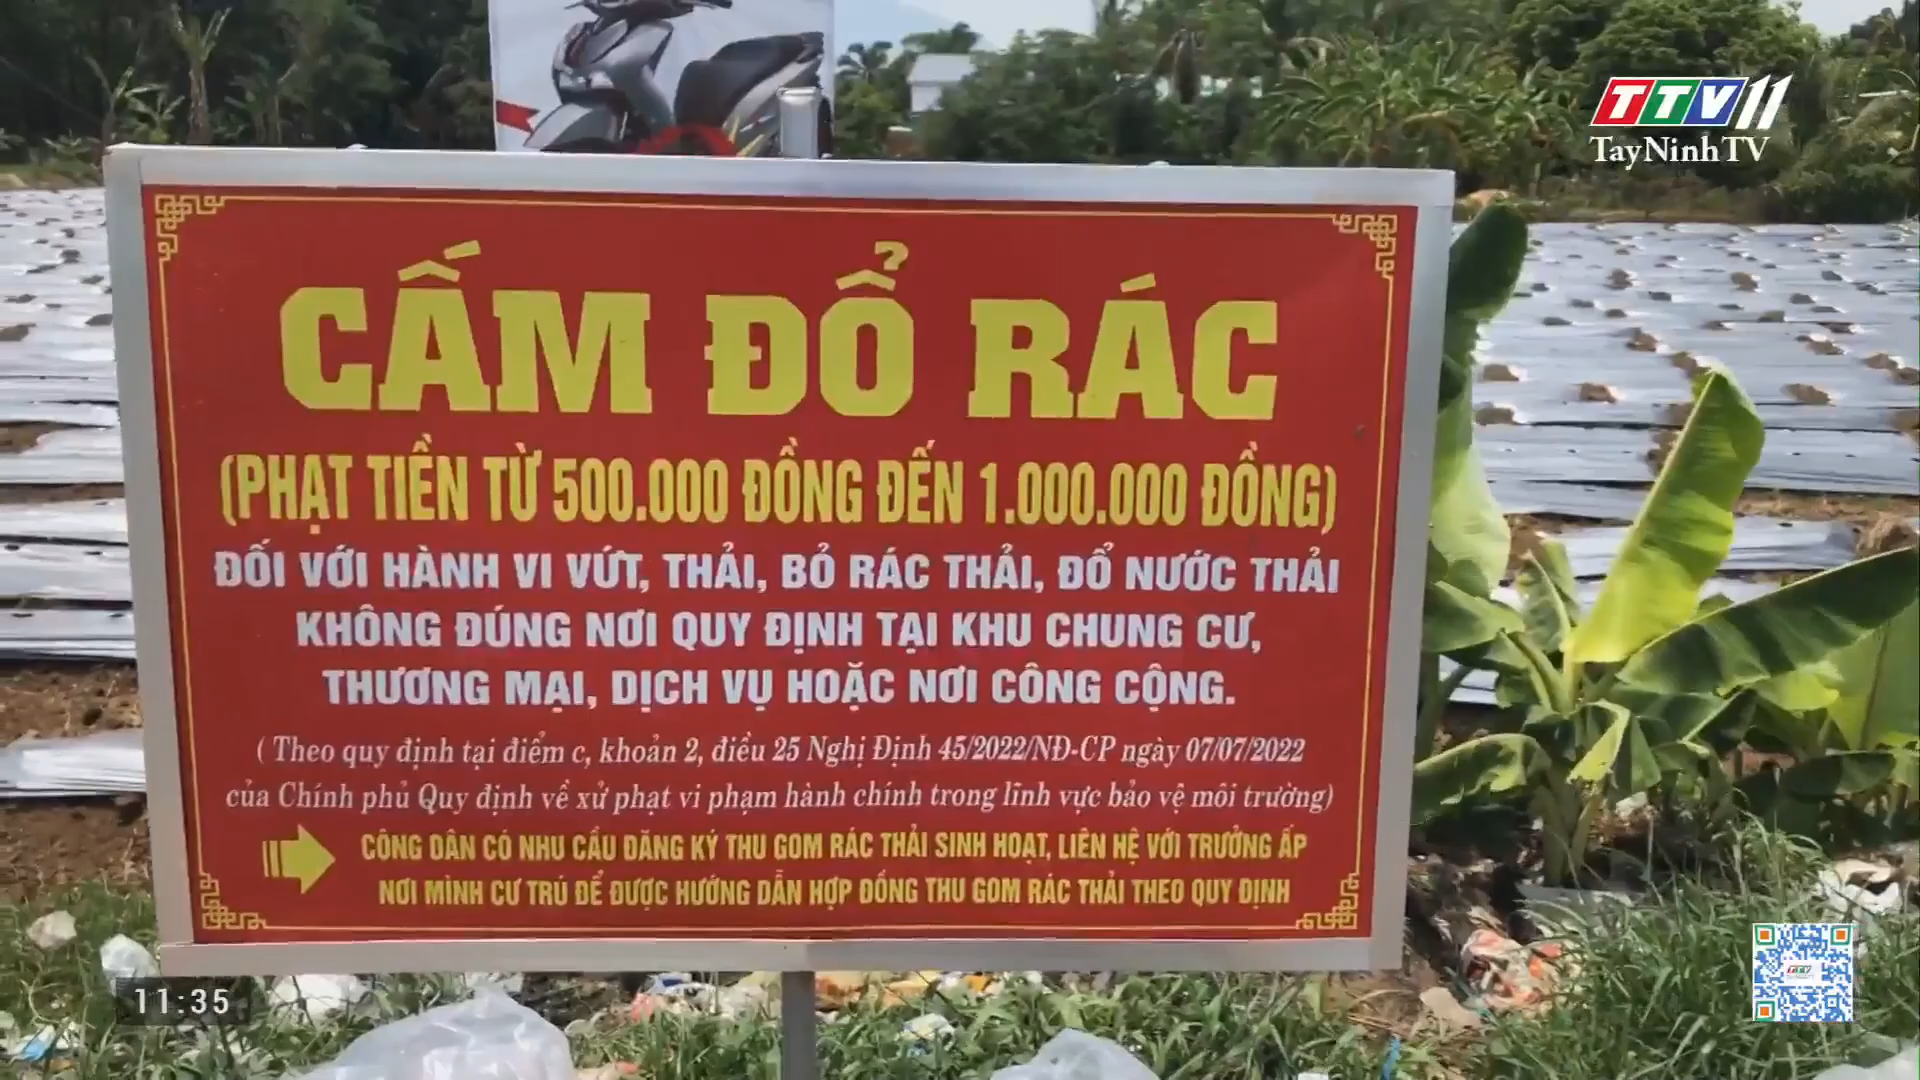 TTV11
TayNinhTV
CẤM ĐỔ RÁC
(PHẠT TIỀN TỪ 500.000 ĐỒNG ĐẾN 1.000.000 ĐỒNG)
ĐỐI VỚI HÀNH VI VỨT, THẢI, BỎ RÁC THẢI, ĐỔ NƯỚC THẢI
KHÔNG ĐÚNG NƠI QUY ĐỊNH TẠI KHU CHUNG CƯ,
THƯƠNG MẠI, DỊCH VỤ HOẶC NƠI CÔNG CỘNG.
( Theo quy định tại điểm c, khoản 2, điều 25 Nghị Định 45/2022/NĐ-CP ngày 07/07/2022
của Chính phủ Quy định về xử phạt vi phạm hành chính trong lĩnh vực bảo vệ môi trường)
CÔNG DÂN CÓ NHU CẦU ĐĂNG KÝ THU GOM RÁC THẢI SINH HOẠT, LIÊN HỆ VỚI TRƯỞNG ẤP
NƠI MÌNH CƯ TRÚ ĐỂ ĐƯỢC HƯỚNG DẪN HỢP ĐỒNG THU GOM RÁC THẢI THEO QUY ĐỊNH
11:35
TTV